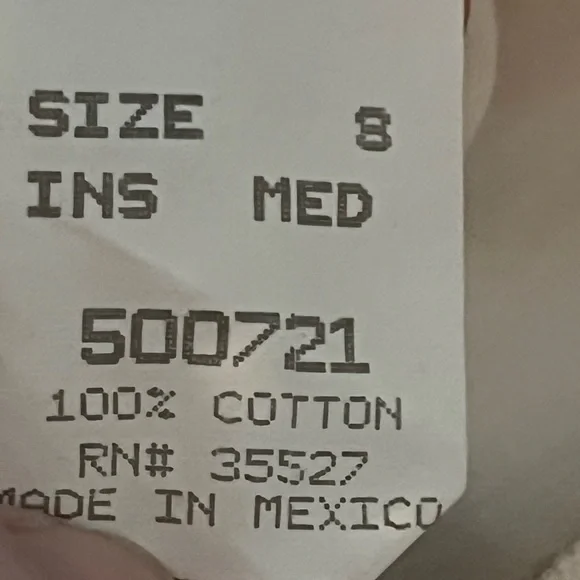 SIZE 8
INS MED
500721
100% COTTON
RN# 35527
MADE IN MEXICO